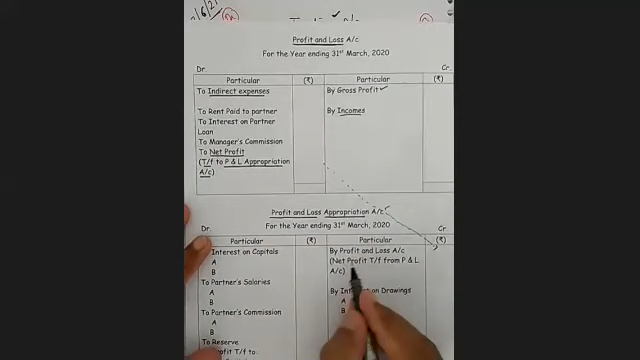 Profit and Loss A/c
For the Year ending 31st March, 2020
Dr. Cr.
Particular (₹) Particular (₹)
To Indirect expenses By Gross Profit
To Rent Paid to partner By Incomes
To Interest on Partner
Loan
To Manager's Commission
To Net Profit
(T/f to P & L Appropriation
A/c)
Profit and Loss Appropriation A/c
For the Year ending 31st March, 2020
Dr. Cr.
Particular (₹) Particular (₹)
Interest on Capitals By Profit and Loss A/c
A (Net Profit T/f from P & L
B A/c)
To Partner's Salaries By Interest on Drawings
A A
B B
To Partner's Commission
A
B
To Reserve
Profit T/f to